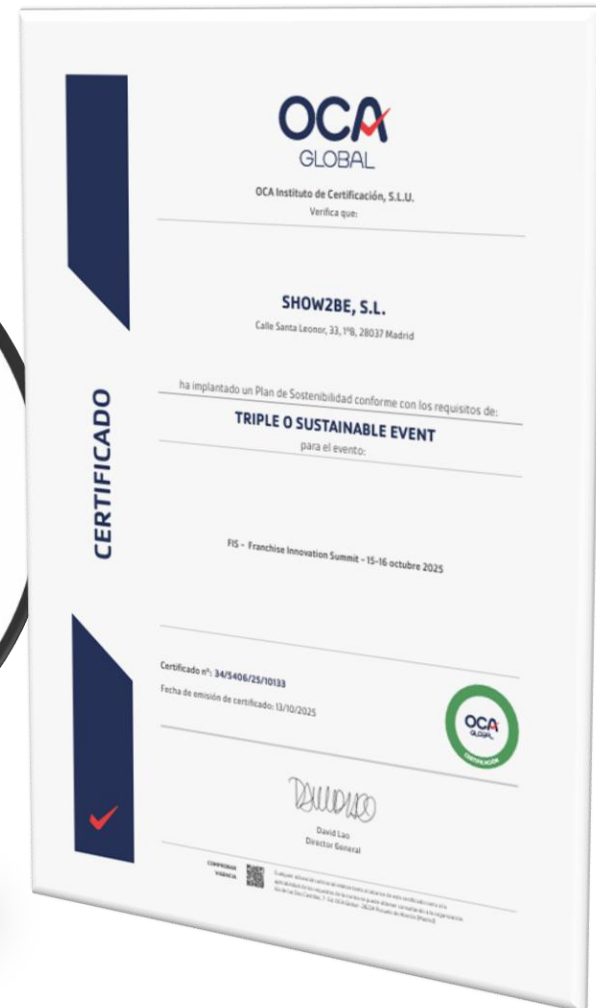 OCA
GLOBAL
OCA Instituto de Certificación, S.L.U.
Verifica que:
SHOW2BE, S.L.
Calle Santa Leonor, 33, 1ºB, 28037 Madrid
ha implantado un Plan de Sostenibilidad conforme con los requisitos de:
TRIPLE O SUSTAINABLE EVENT
para el evento:
FIS - Franchise Innovation Summit - 15-16 octubre 2025
CERTIFICADO
Certificado nº: 34/5406/25/10133
Fecha de emisión de certificado: 13/10/2025
OCA
GLOBAL
CERTIFICACIÓN
David Lao
Director General
COMPROBAR
VIGENCIA